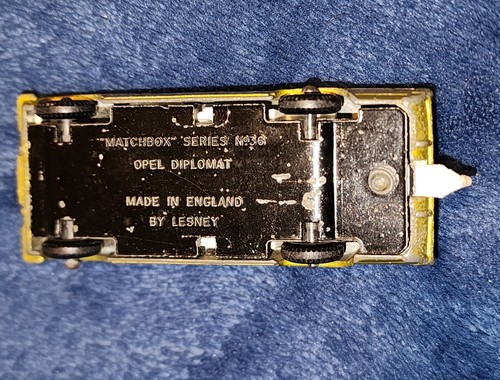 "MATCHBOX" SERIES Nº36
OPEL DIPLOMAT
MADE IN ENGLAND
BY LESNEY